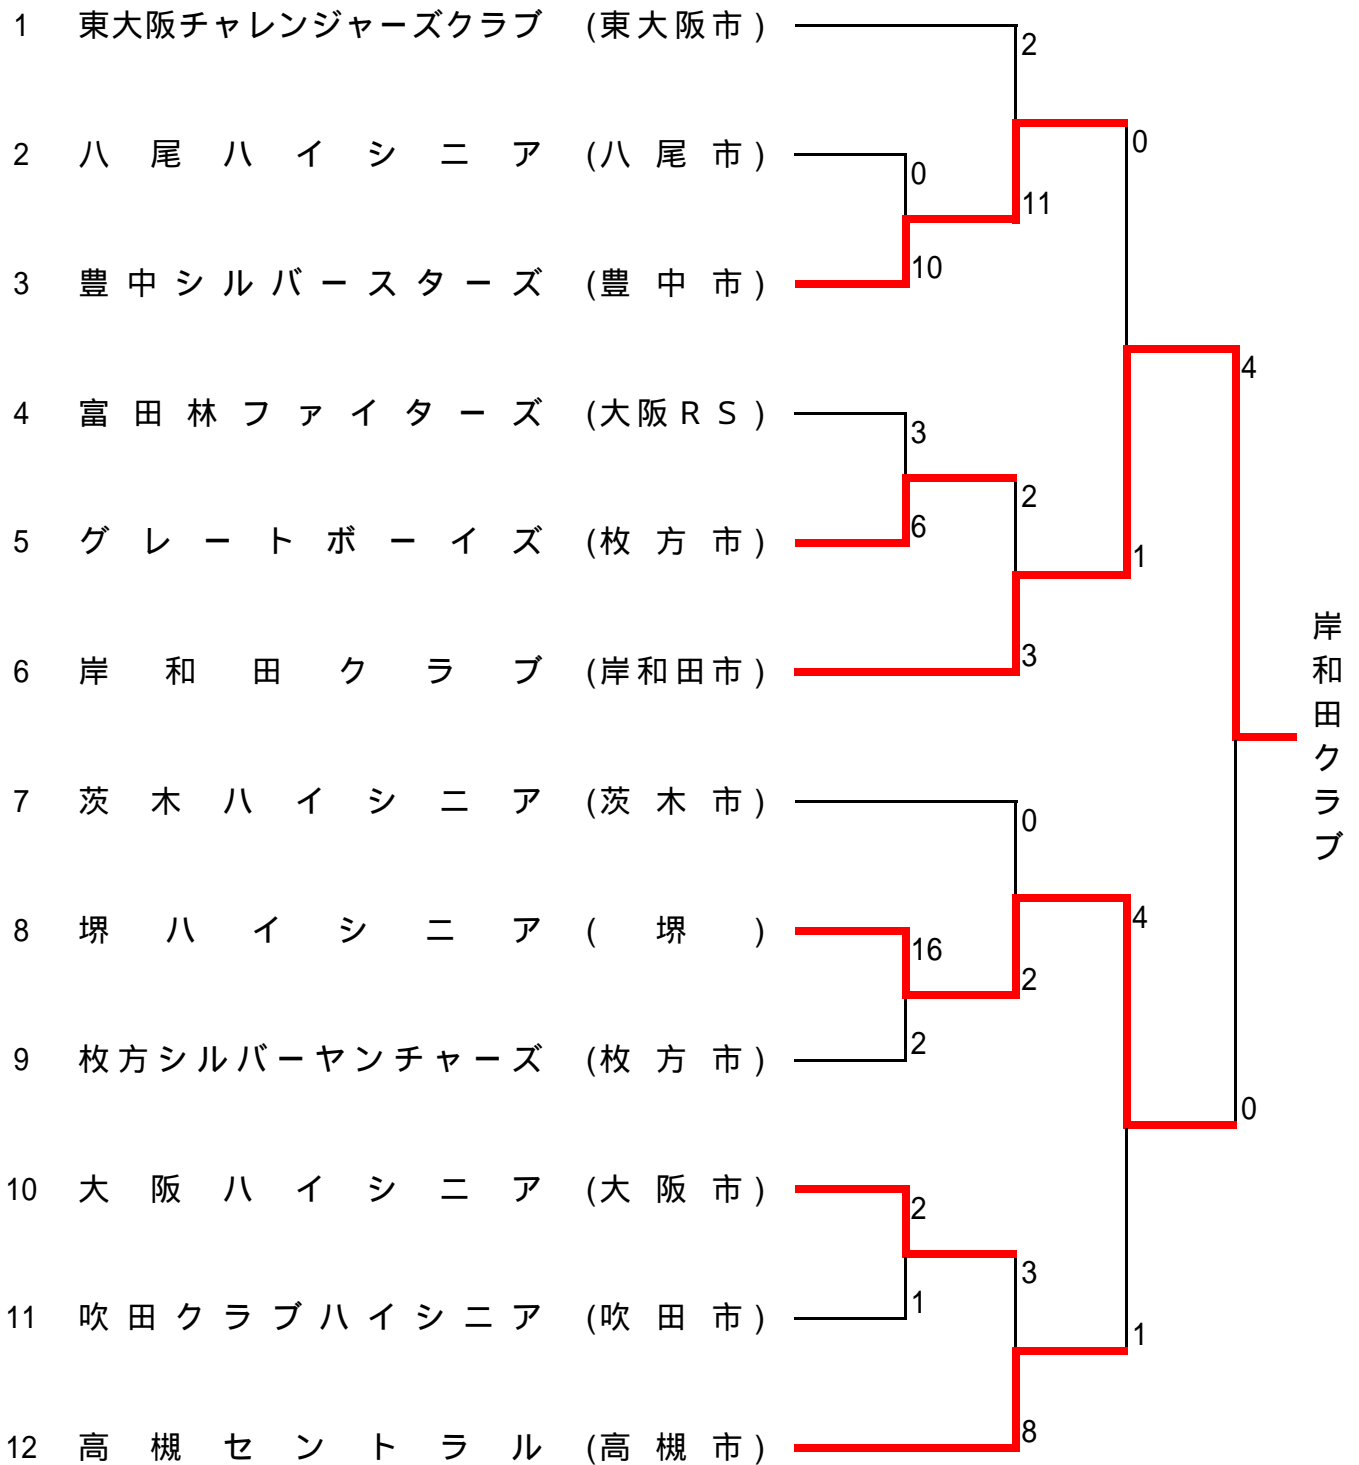 1 東大阪チャレンジャーズクラブ (東大阪市)
2
2 八尾ハイシニア (八尾市)
0
0
11
3 豊中シルバースターズ (豊中市)
10
4
4 富田林ファイターズ (大阪RS)
3
2
5 グレートボーイズ (枚方市)
6
1
6 岸和田クラブ (岸和田市)
3
岸和田クラブ
7 茨木ハイシニア (茨木市)
0
4
8 堺ハイシニア (堺)
16
2
9 枚方シルバーヤンチャーズ (枚方市)
2
0
10 大阪ハイシニア (大阪市)
2
3
11 吹田クラブハイシニア (吹田市)
1
1
12 高槻セントラル (高槻市)
8